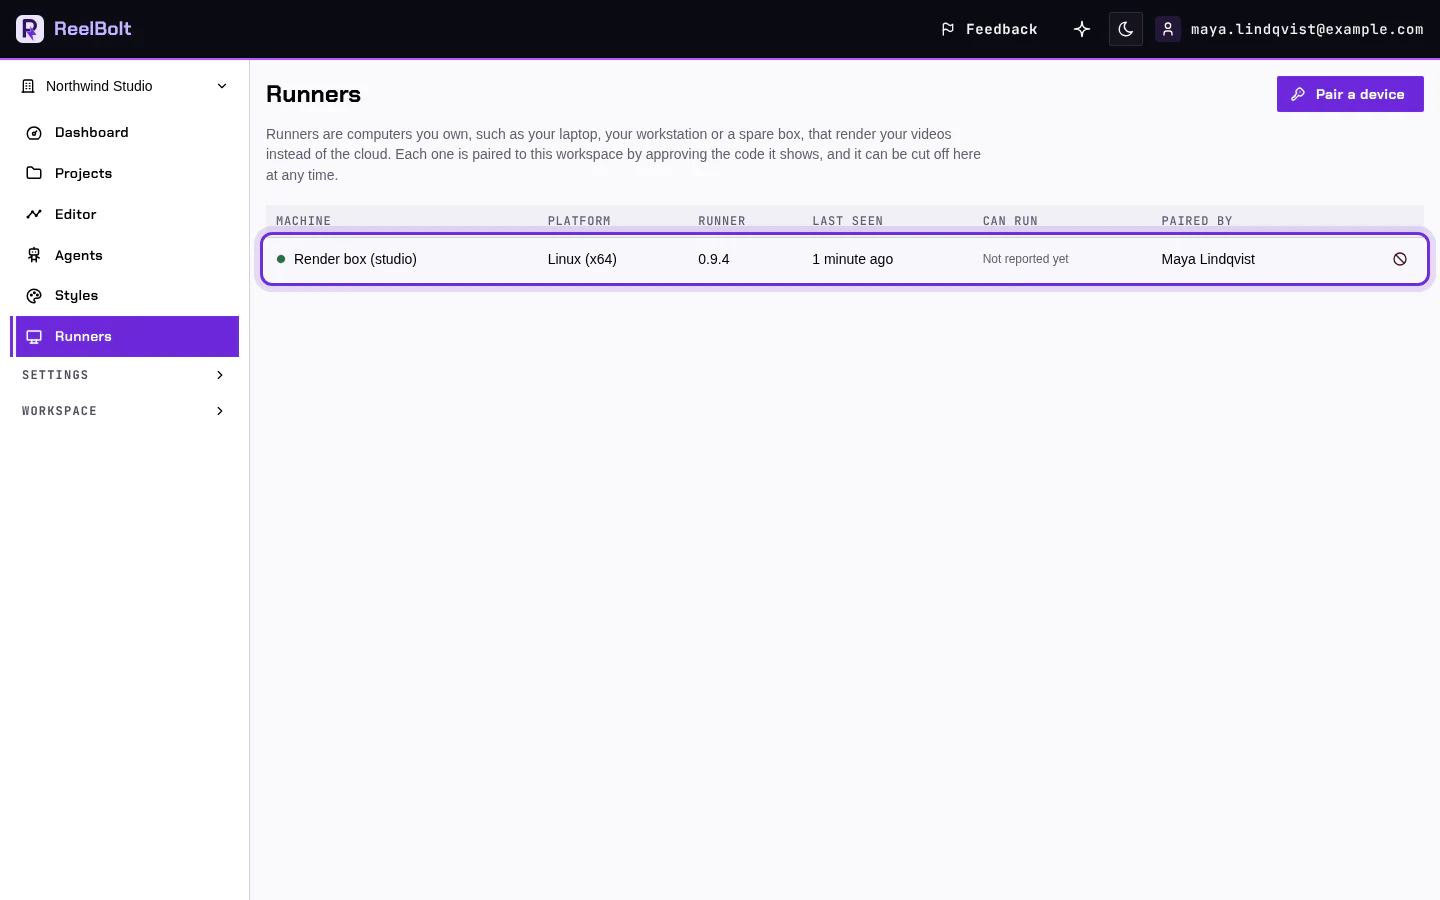 ReelBolt
Feedback
maya.lindqvist@example.com
Northwind Studio
Dashboard
Projects
Editor
Agents
Styles
Runners
SETTINGS
WORKSPACE
Runners
Pair a device
Runners are computers you own, such as your laptop, your workstation or a spare box, that render your videos
instead of the cloud. Each one is paired to this workspace by approving the code it shows, and it can be cut off here
at any time.
MACHINE PLATFORM RUNNER LAST SEEN CAN RUN PAIRED BY
Render box (studio) Linux (x64) 0.9.4 1 minute ago Not reported yet Maya Lindqvist